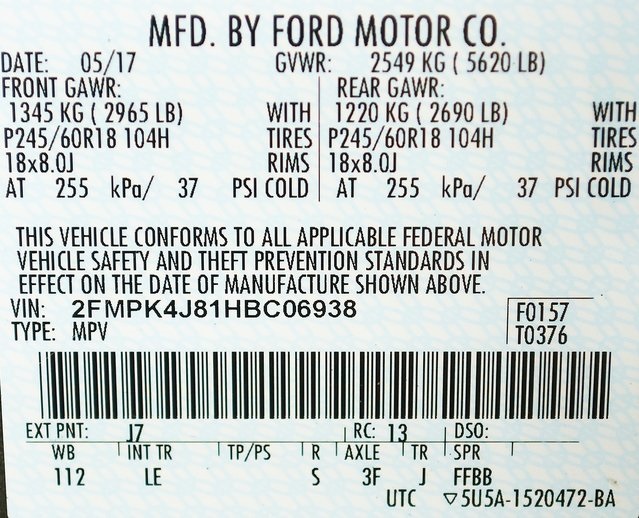 MFD. BY FORD MOTOR CO.
DATE: 05/17 GVWR: 2549 KG ( 5620 LB)
FRONT GAWR: REAR GAWR:
1345 KG ( 2965 LB) WITH 1220 KG ( 2690 LB) WITH
P245/60R18 104H TIRES P245/60R18 104H TIRES
18x8.0J RIMS 18x8.0J RIMS
AT 255 kPa/ 37 PSI COLD AT 255 kPa/ 37 PSI COLD
THIS VEHICLE CONFORMS TO ALL APPLICABLE FEDERAL MOTOR
VEHICLE SAFETY AND THEFT PREVENTION STANDARDS IN
EFFECT ON THE DATE OF MANUFACTURE SHOWN ABOVE.
VIN: 2FMPK4J81HBC06938 F0157
TYPE: MPV T0376
EXT PNT: J7 RC: 13 DSO:
WB INT TR TP/PS R AXLE TR SPR
112 LE S 3F J FFBB
UTC ▽5U5A-1520472-BA